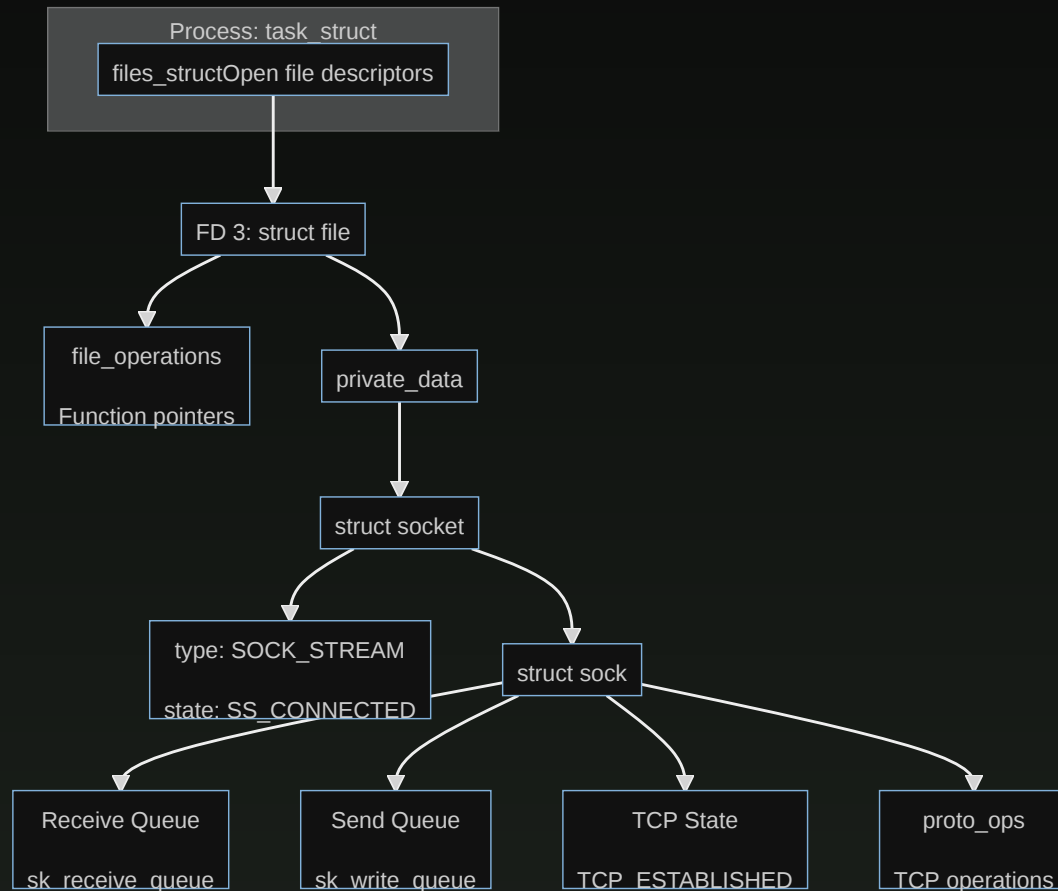 Process: task_struct
files_structOpen file descriptors
FD 3: struct file
file_operations
Function pointers
private_data
struct socket
type: SOCK_STREAM
state: SS_CONNECTED
struct sock
Receive Queue
sk_receive_queue
Send Queue
sk_write_queue
TCP State
TCP_ESTABLISHED
proto_ops
TCP operations